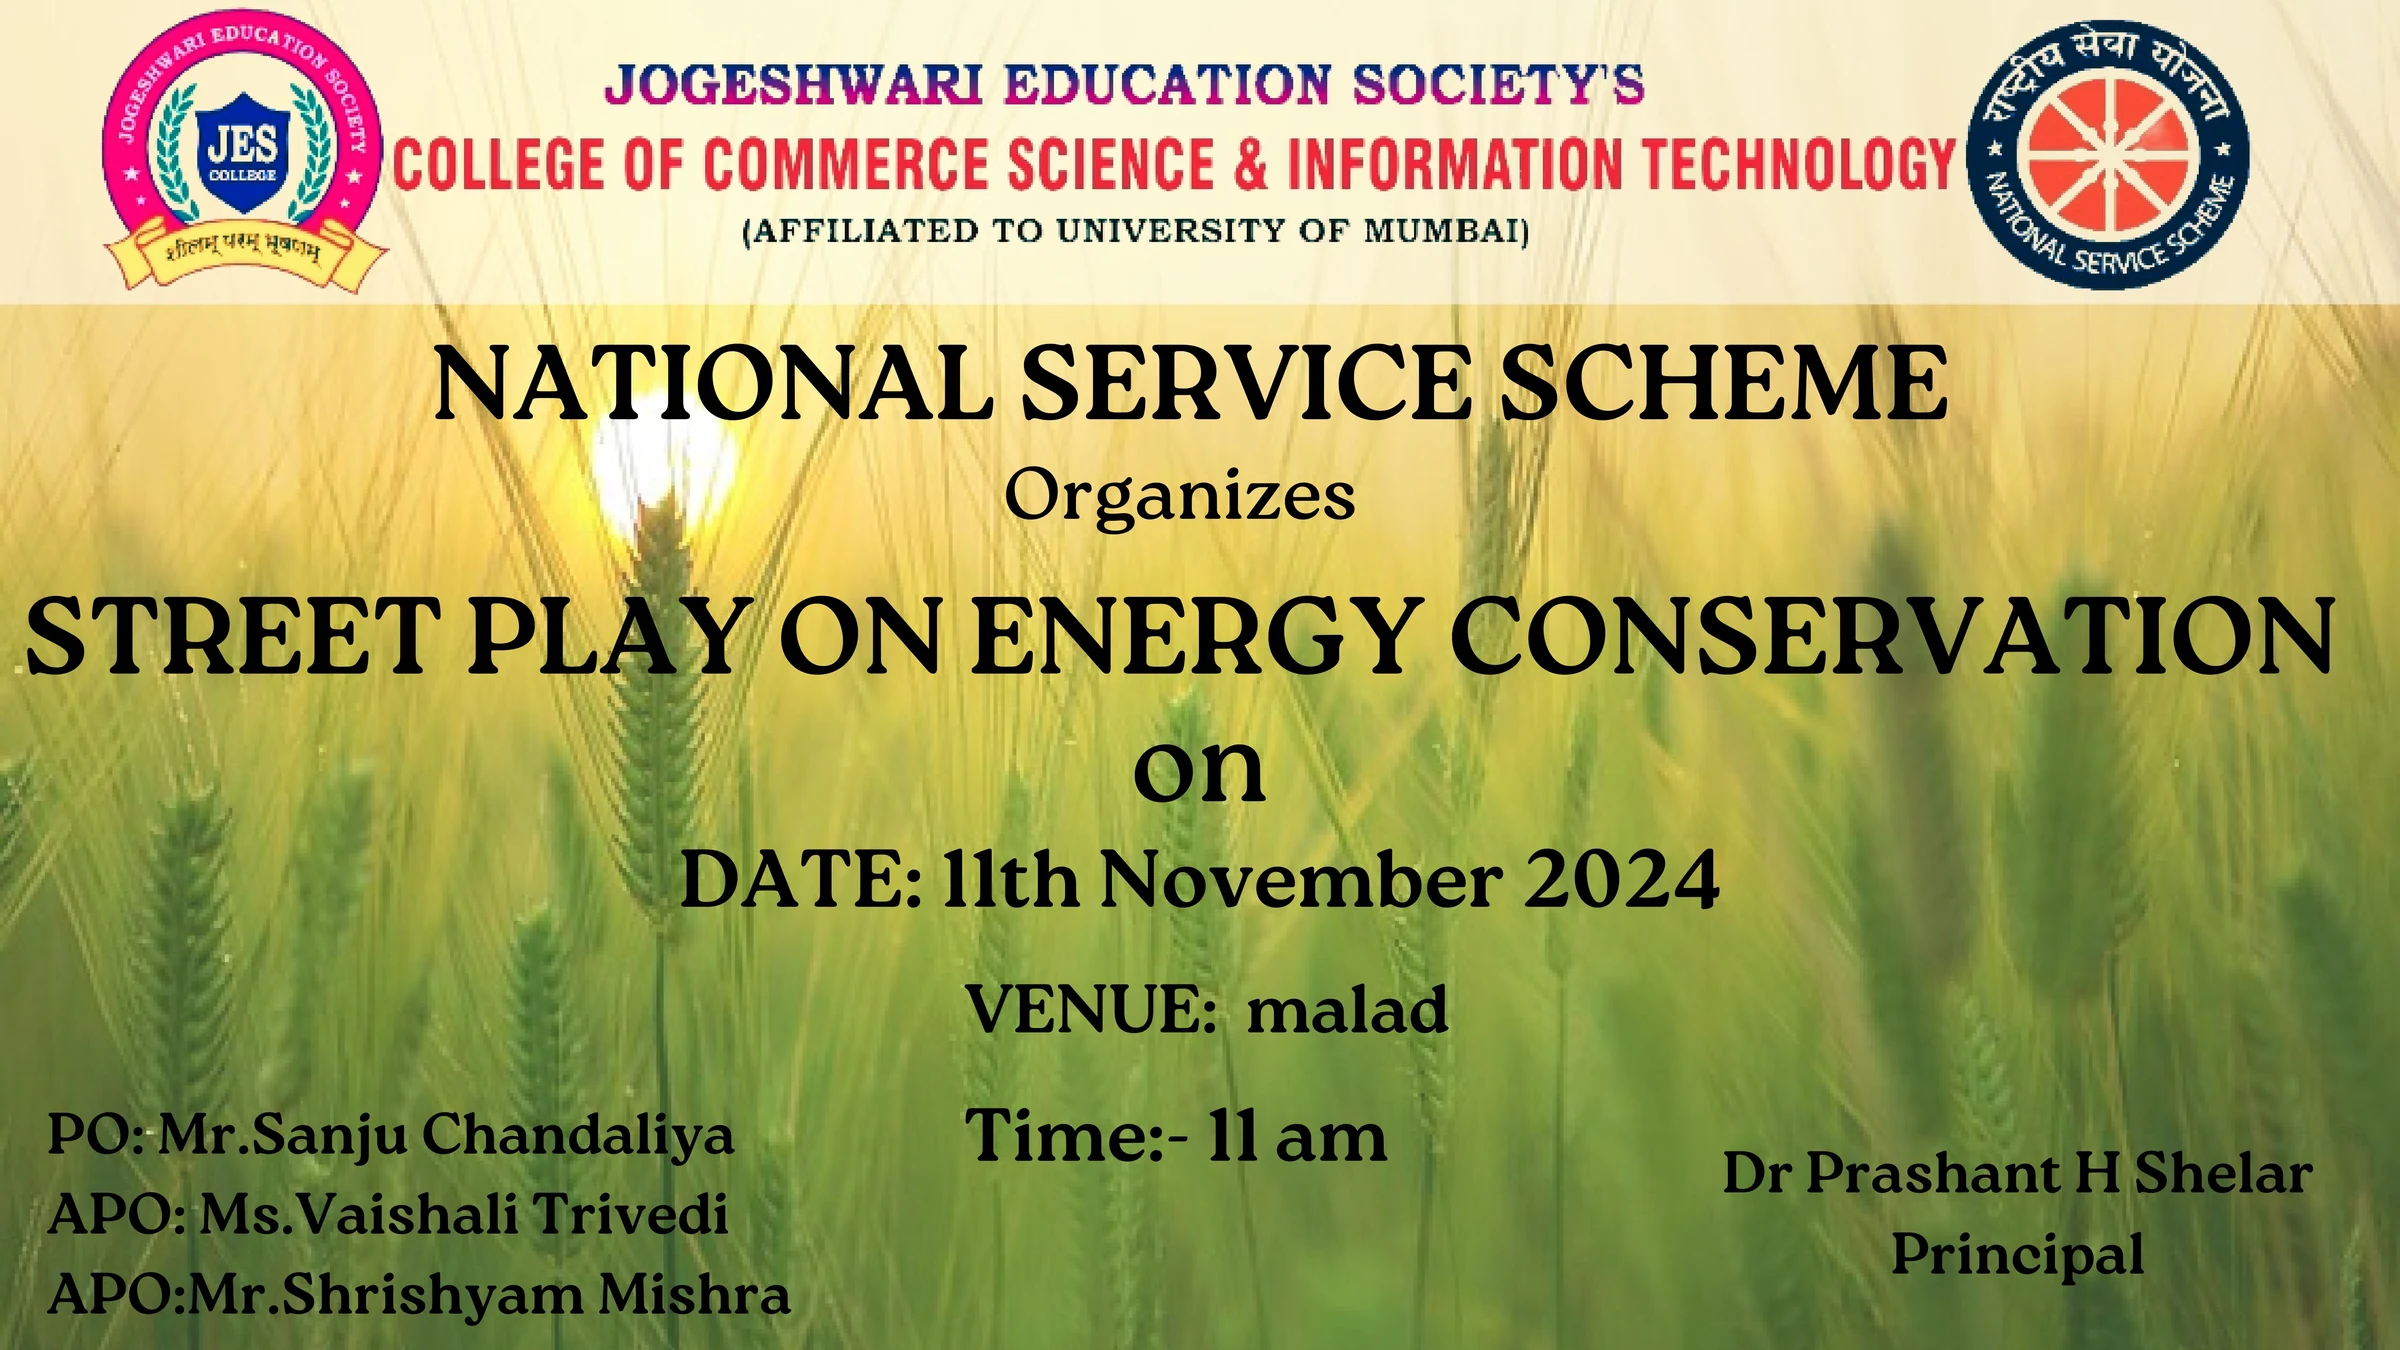 JOGESHWARI EDUCATION SOCIETY
JES
COLLEGE
शीलम् परम् भूषणम्
JOGESHWARI EDUCATION SOCIETY'S
COLLEGE OF COMMERCE SCIENCE & INFORMATION TECHNOLOGY
(AFFILIATED TO UNIVERSITY OF MUMBAI)
राष्ट्रीय सेवा योजना
NATIONAL SERVICE SCHEME
NATIONAL SERVICE SCHEME
Organizes
STREET PLAY ON ENERGY CONSERVATION
on
DATE: 11th November 2024
VENUE: malad
Time:- 11 am
PO: Mr.Sanju Chandaliya
APO: Ms.Vaishali Trivedi
APO:Mr.Shrishyam Mishra
Dr Prashant H Shelar
Principal